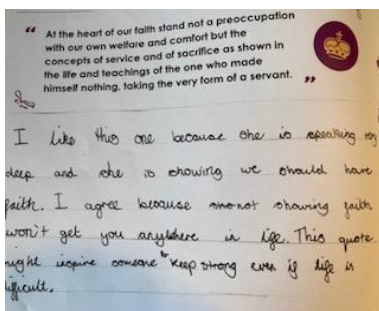 “ At the heart of our faith stand not a preoccupation
with our own welfare and comfort but the
concepts of service and of sacrifice as shown in
the life and teachings of the one who made
himself nothing, taking the very form of a servant. ”
I like this one because she is speaking
deep and she is showing we should have
faith. I agree because not showing faith
won't get you anywhere in life. This quote
might inspire someone to keep strong even if life is
difficult.